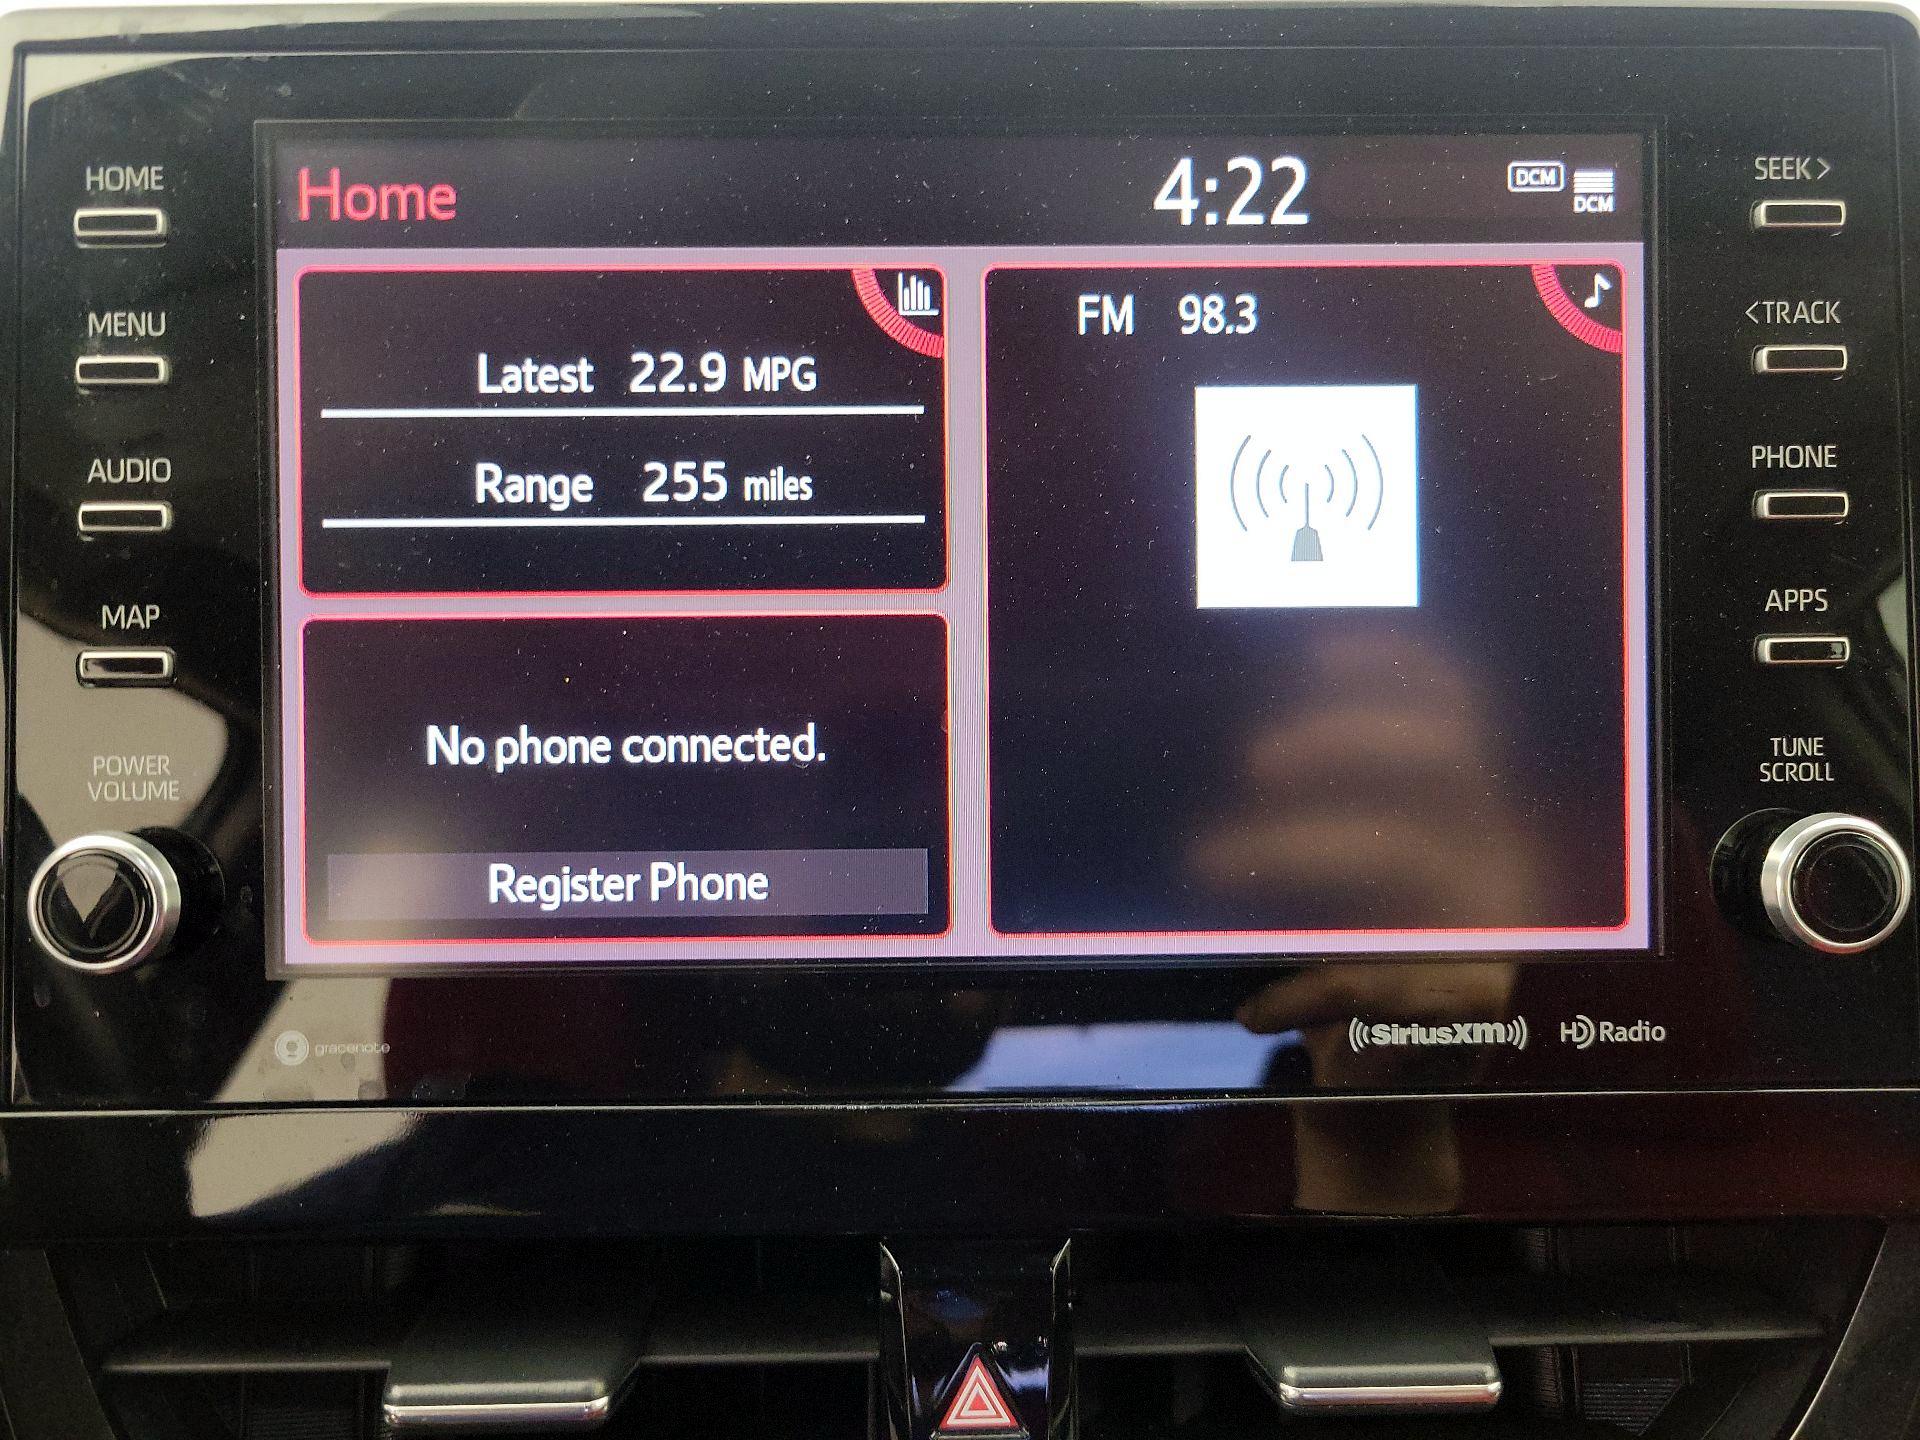 HOME
MENU
AUDIO
MAP
POWER
VOLUME
Home
4:22
DCM
DCM
Latest 22.9 MPG
Range 255 miles
No phone connected.
Register Phone
FM 98.3
SEEK >
<TRACK
PHONE
APPS
TUNE
SCROLL
gracenote
((SiriusXM))
HD Radio